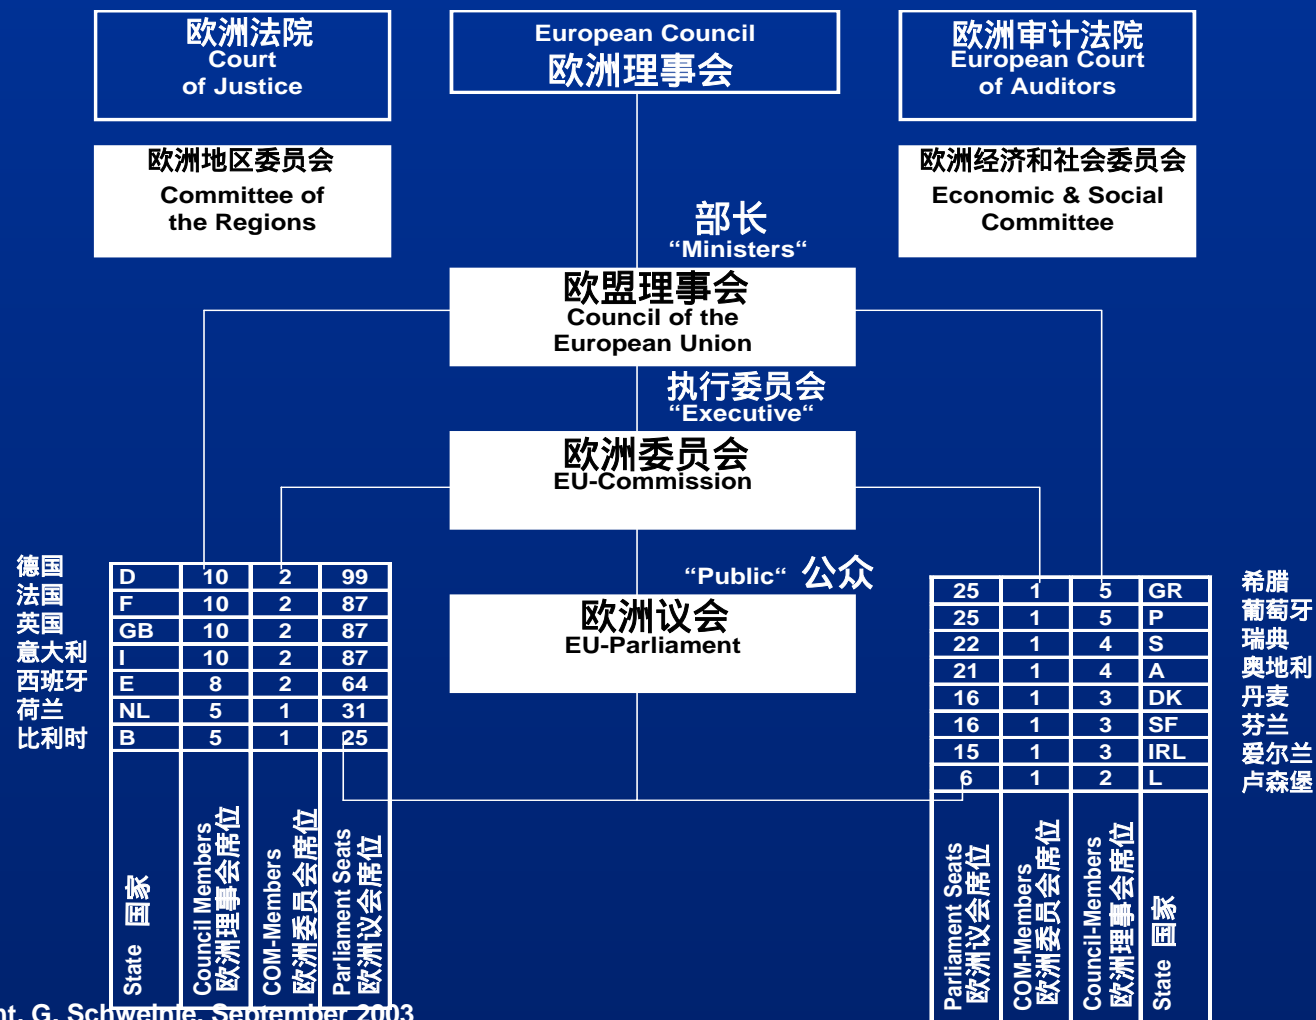 欧洲法院
Court
of Justice
European Council
欧洲理事会
欧洲审计法院
European Court
of Auditors
欧洲地区委员会
Committee of
the Regions
欧洲经济和社会委员会
Economic & Social
Committee
部长
“Ministers“
欧盟理事会
Council of the
European Union
执行委员会
“Executive“
欧洲委员会
EU-Commission
“Public“ 公众
欧洲议会
EU-Parliament
德国
法国
英国
意大利
西班牙
荷兰
比利时
D 10 2 99
F 10 2 87
GB 10 2 87
I 10 2 87
E 8 2 64
NL 5 1 31
B 5 1 25
State 国家
Council Members
欧洲理事会席位
COM-Members
欧洲委员会席位
Parliament Seats
欧洲议会席位
25 1 5 GR
25 1 5 P
22 1 4 S
21 1 4 A
16 1 3 DK
16 1 3 SF
15 1 3 IRL
6 1 2 L
希腊
葡萄牙
瑞典
奥地利
丹麦
芬兰
爱尔兰
卢森堡
Parliament Seats
欧洲议会席位
COM-Members
欧洲委员会席位
Council-Members
欧洲理事会席位
State 国家
G. Schweinle, September 2003